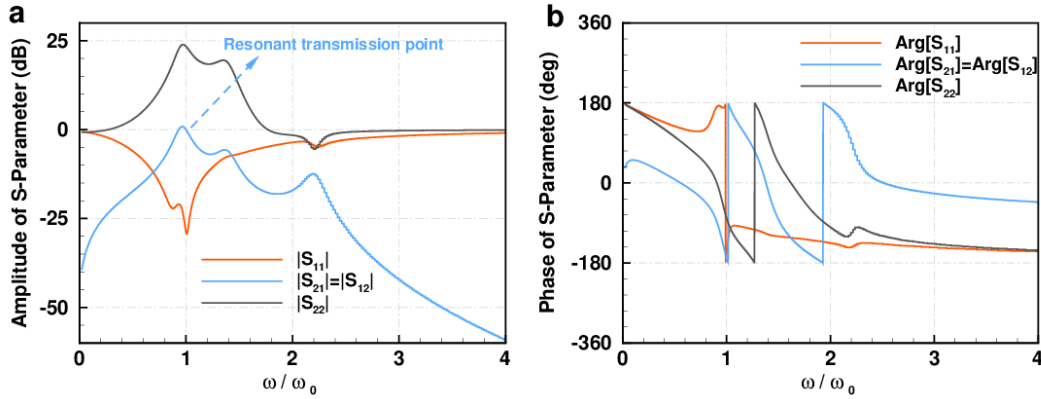 a
Amplitude of S-Parameter (dB)
25
0
-25
-50
0
1
2
3
4
ω / ω₀
Resonant transmission point
|S₁₁|
|S₂₁|=|S₁₂|
|S₂₂|
b
Phase of S-Parameter (deg)
360
180
0
-180
-360
0
1
2
3
4
ω / ω₀
Arg[S₁₁]
Arg[S₂₁]=Arg[S₁₂]
Arg[S₂₂]